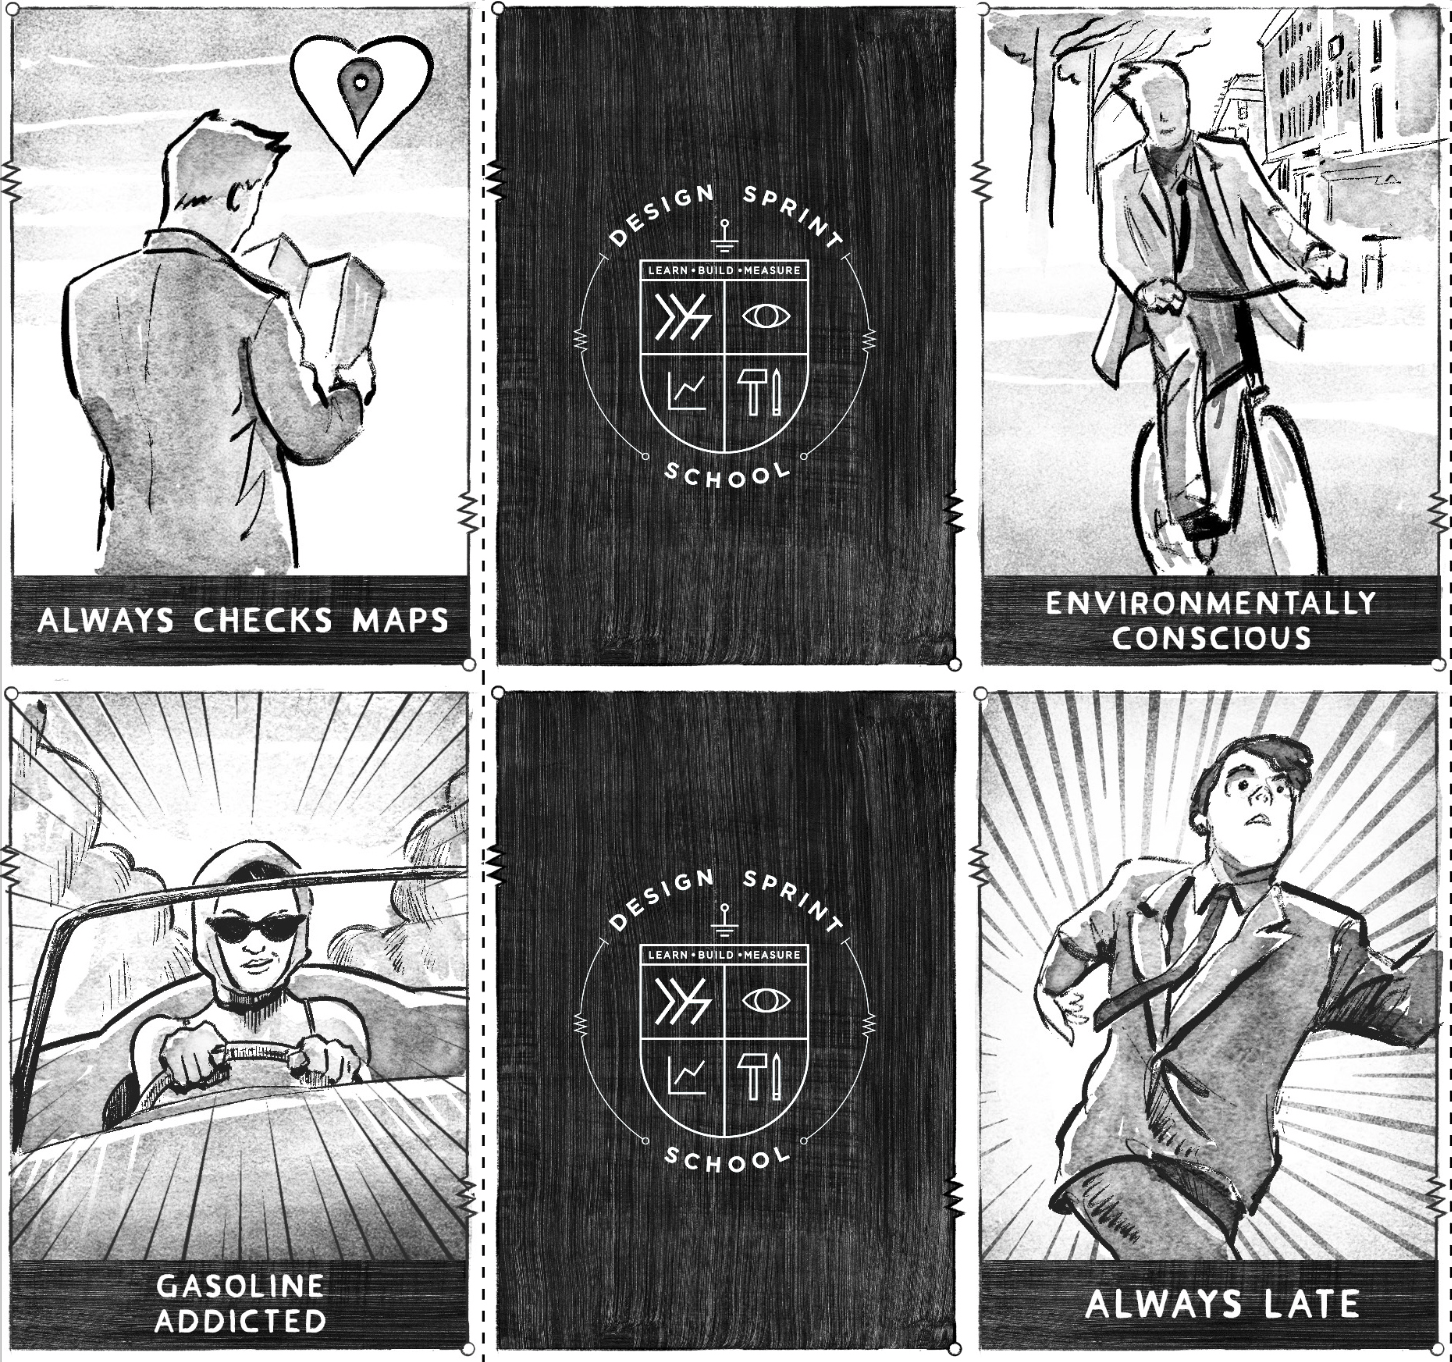 ALWAYS CHECKS MAPS
DESIGN SPRINT
LEARN • BUILD • MEASURE
SCHOOL
ENVIRONMENTALLY
CONSCIOUS
GASOLINE
ADDICTED
DESIGN SPRINT
LEARN • BUILD • MEASURE
SCHOOL
ALWAYS LATE